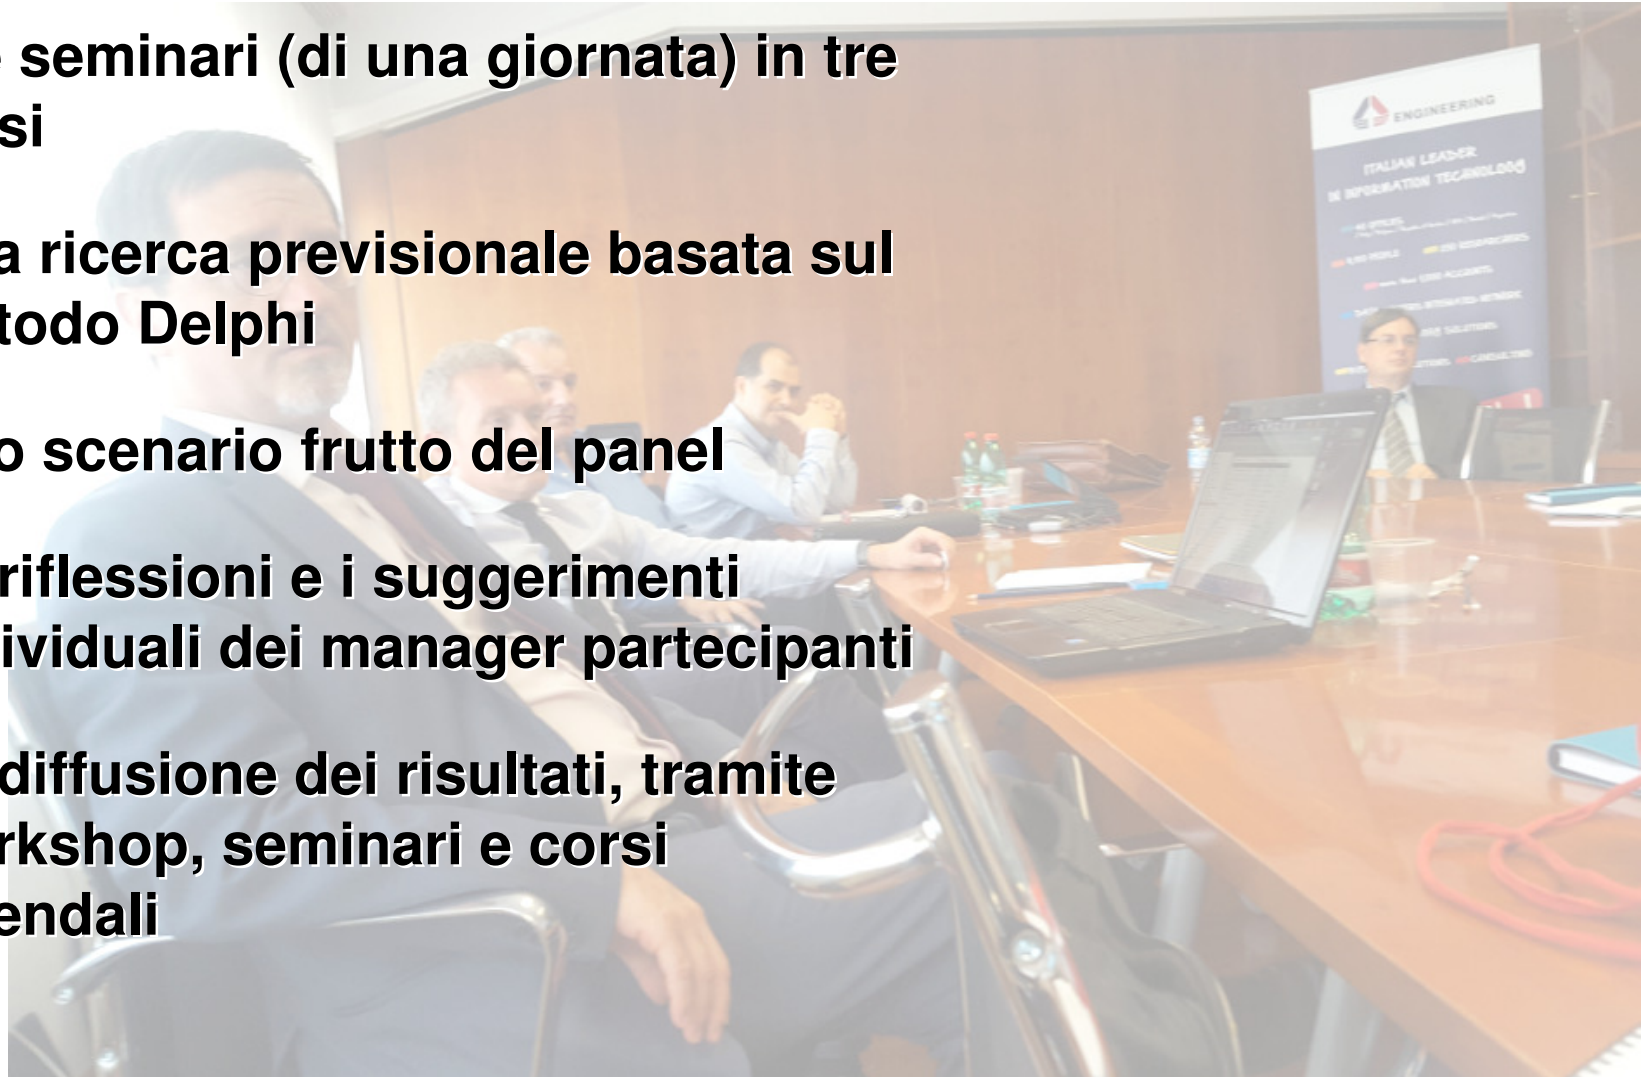 e seminari (di una giornata) in tre
si
a ricerca previsionale basata sul
todo Delphi
o scenario frutto del panel
riflessioni e i suggerimenti
ividuali dei manager partecipanti
diffusione dei risultati, tramite
rkshop, seminari e corsi
endali
ENGINEERING
ITALIAN LEADER
IN INFORMATION TECHNOLOGY